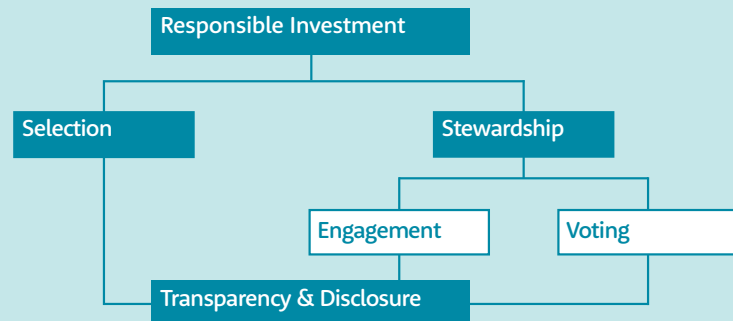 Responsible Investment
Selection
Stewardship
Engagement
Voting
Transparency & Disclosure